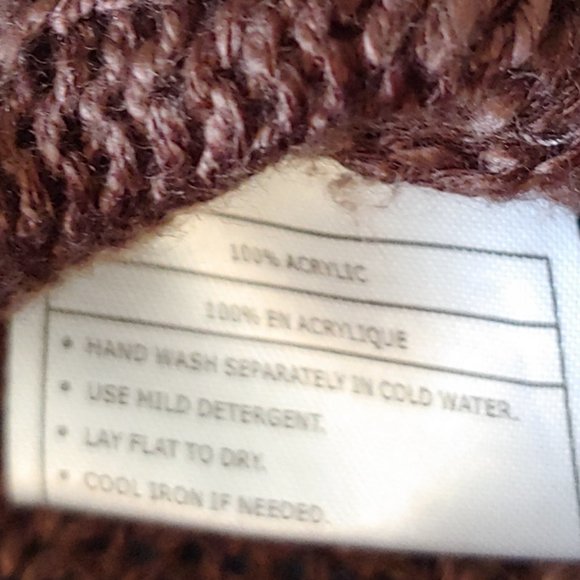 100% ACRYLIC
100% EN ACRYLIQUE
• HAND WASH SEPARATELY IN COLD WATER.
• USE MILD DETERGENT.
• LAY FLAT TO DRY.
• COOL IRON IF NEEDED.